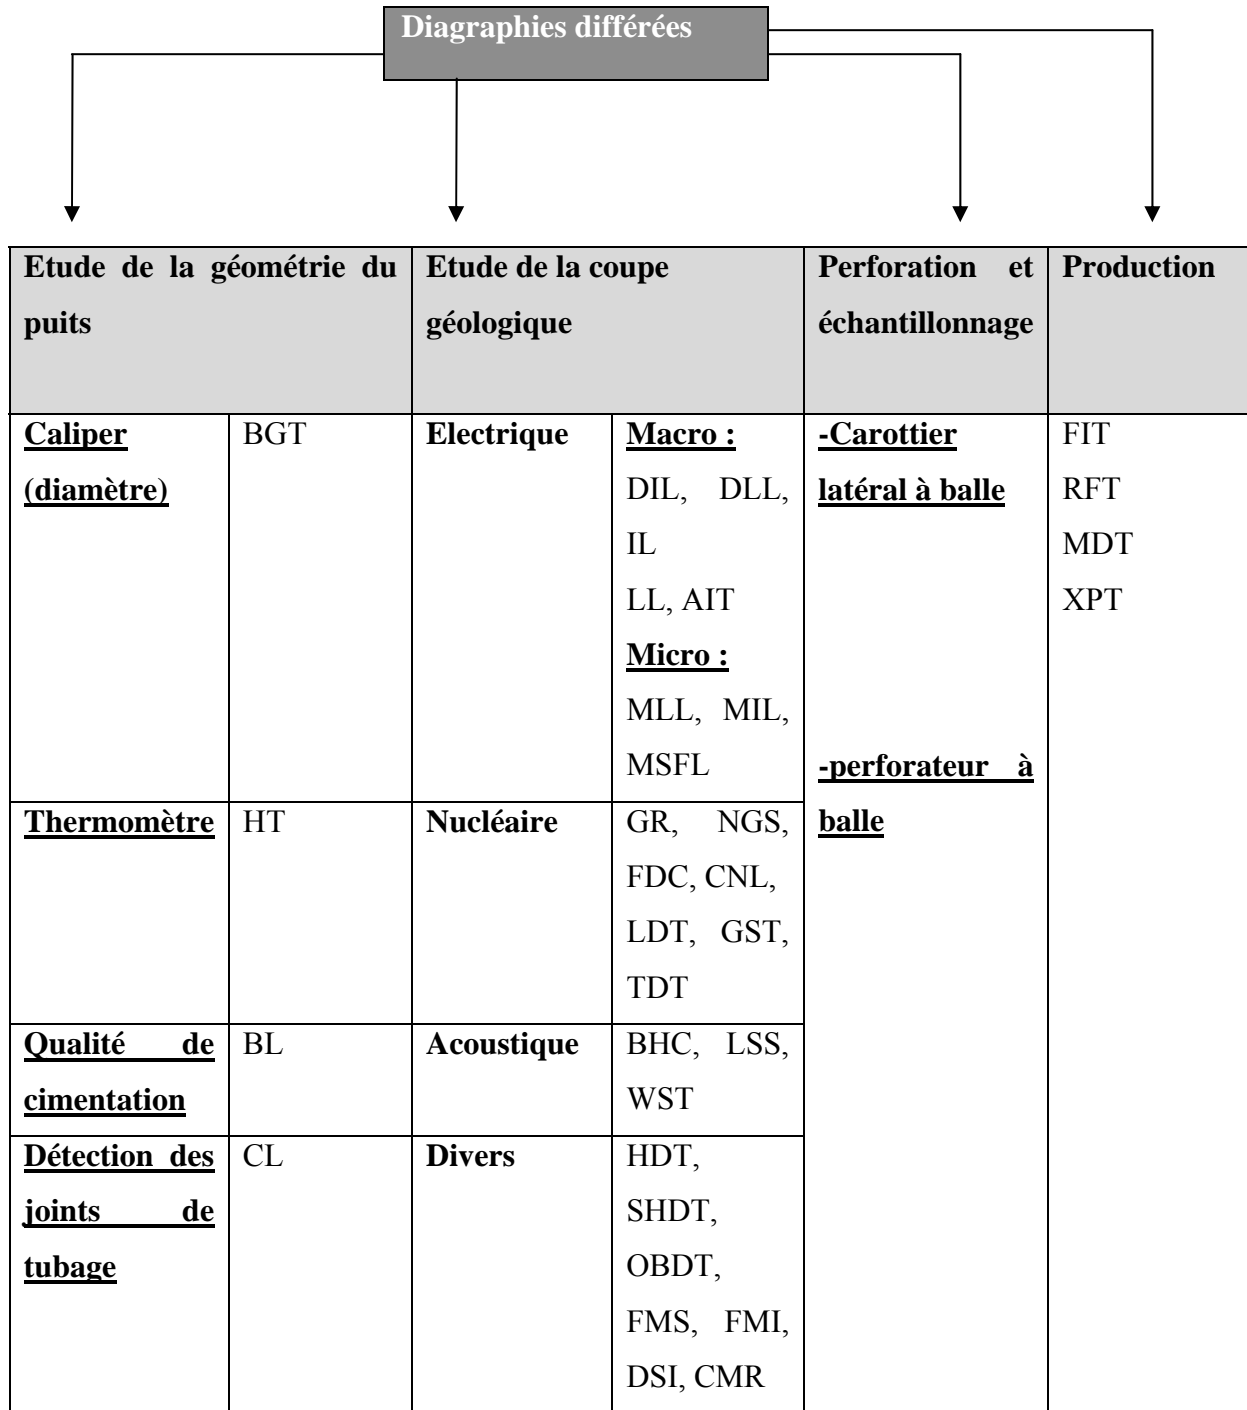 Diagraphies différées
Etude de la géométrie du
puits
Etude de la coupe
géologique
Perforation et
échantillonnage
Production
Caliper
(diamètre)
BGT
Electrique
Macro :
DIL, DLL,
IL
LL, AIT
Micro :
MLL, MIL,
MSFL
-Carottier
latéral à balle
-perforateur à
balle
FIT
RFT
MDT
XPT
Thermomètre
HT
Nucléaire
GR, NGS,
FDC, CNL,
LDT, GST,
TDT
Qualité de
cimentation
BL
Acoustique
BHC, LSS,
WST
Détection des
joints de
tubage
CL
Divers
HDT,
SHDT,
OBDT,
FMS, FMI,
DSI, CMR